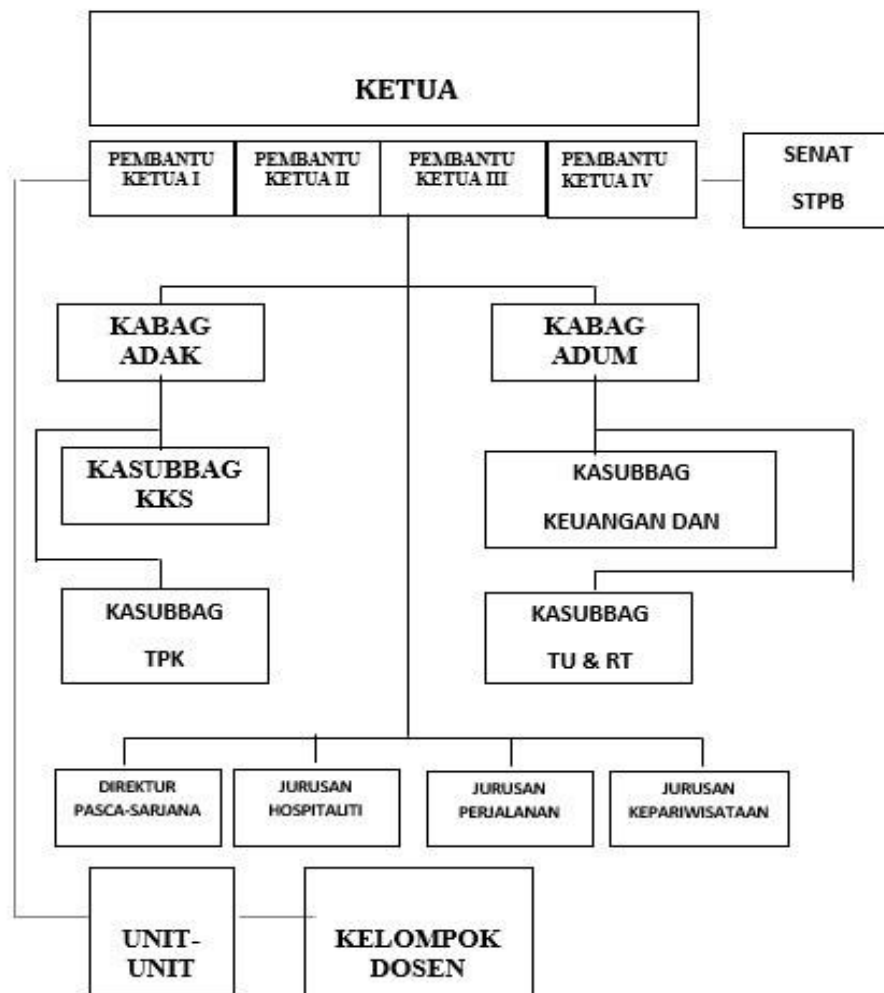 KETUA
PEMBANTU
KETUA I
PEMBANTU
KETUA II
PEMBANTU
KETUA III
PEMBANTU
KETUA IV
SENAT
STPB
KABAG
ADAK
KABAG
ADUM
KASUBBAG
KKS
KASUBBAG
KEUANGAN DAN
KASUBBAG
TPK
KASUBBAG
TU & RT
DIREKTUR
PASCA-SARJANA
JURUSAN
HOSPITALITI
JURUSAN
PERJALANAN
JURUSAN
KEPARIWISATAAN
UNIT-
UNIT
KELOMPOK
DOSEN